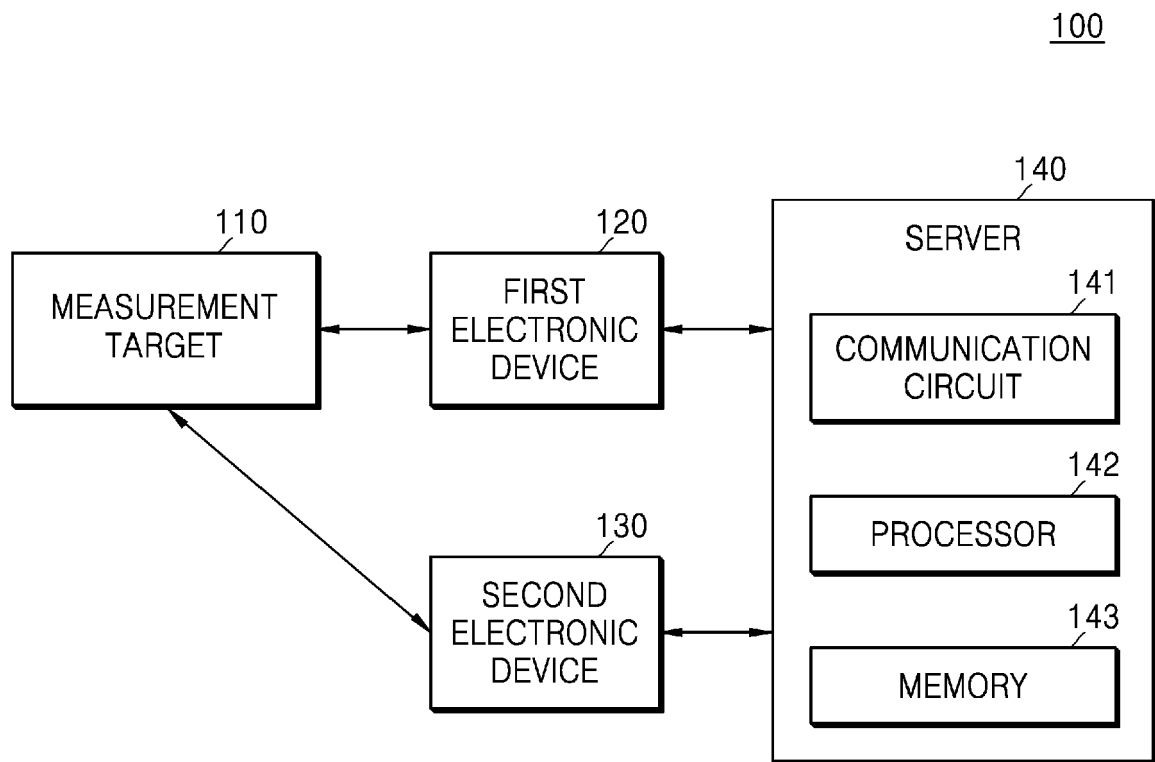 100
110
MEASUREMENT
TARGET
120
FIRST
ELECTRONIC
DEVICE
130
SECOND
ELECTRONIC
DEVICE
140
SERVER
141
COMMUNICATION
CIRCUIT
142
PROCESSOR
143
MEMORY